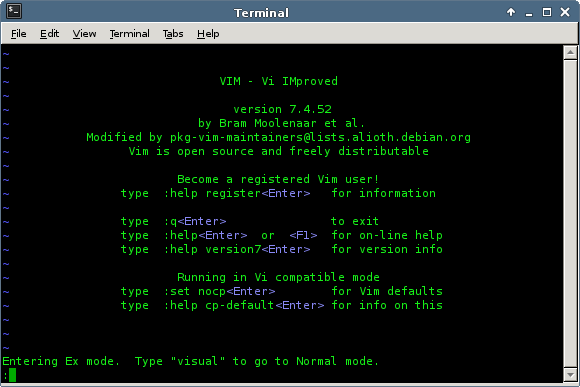 Terminal
File Edit View Terminal Tabs Help
~
~
~ VIM - Vi IMproved
~
~ version 7.4.52
~ by Bram Moolenaar et al.
~ Modified by pkg-vim-maintainers@lists.alioth.debian.org
~ Vim is open source and freely distributable
~
~ Become a registered Vim user!
~ type :help register<Enter> for information
~
~ type :q<Enter> to exit
~ type :help<Enter> or <F1> for on-line help
~ type :help version7<Enter> for version info
~
~ Running in Vi compatible mode
~ type :set nocp<Enter> for Vim defaults
~ type :help cp-default<Enter> for info on this
~
~
~
Entering Ex mode. Type "visual" to go to Normal mode.
: